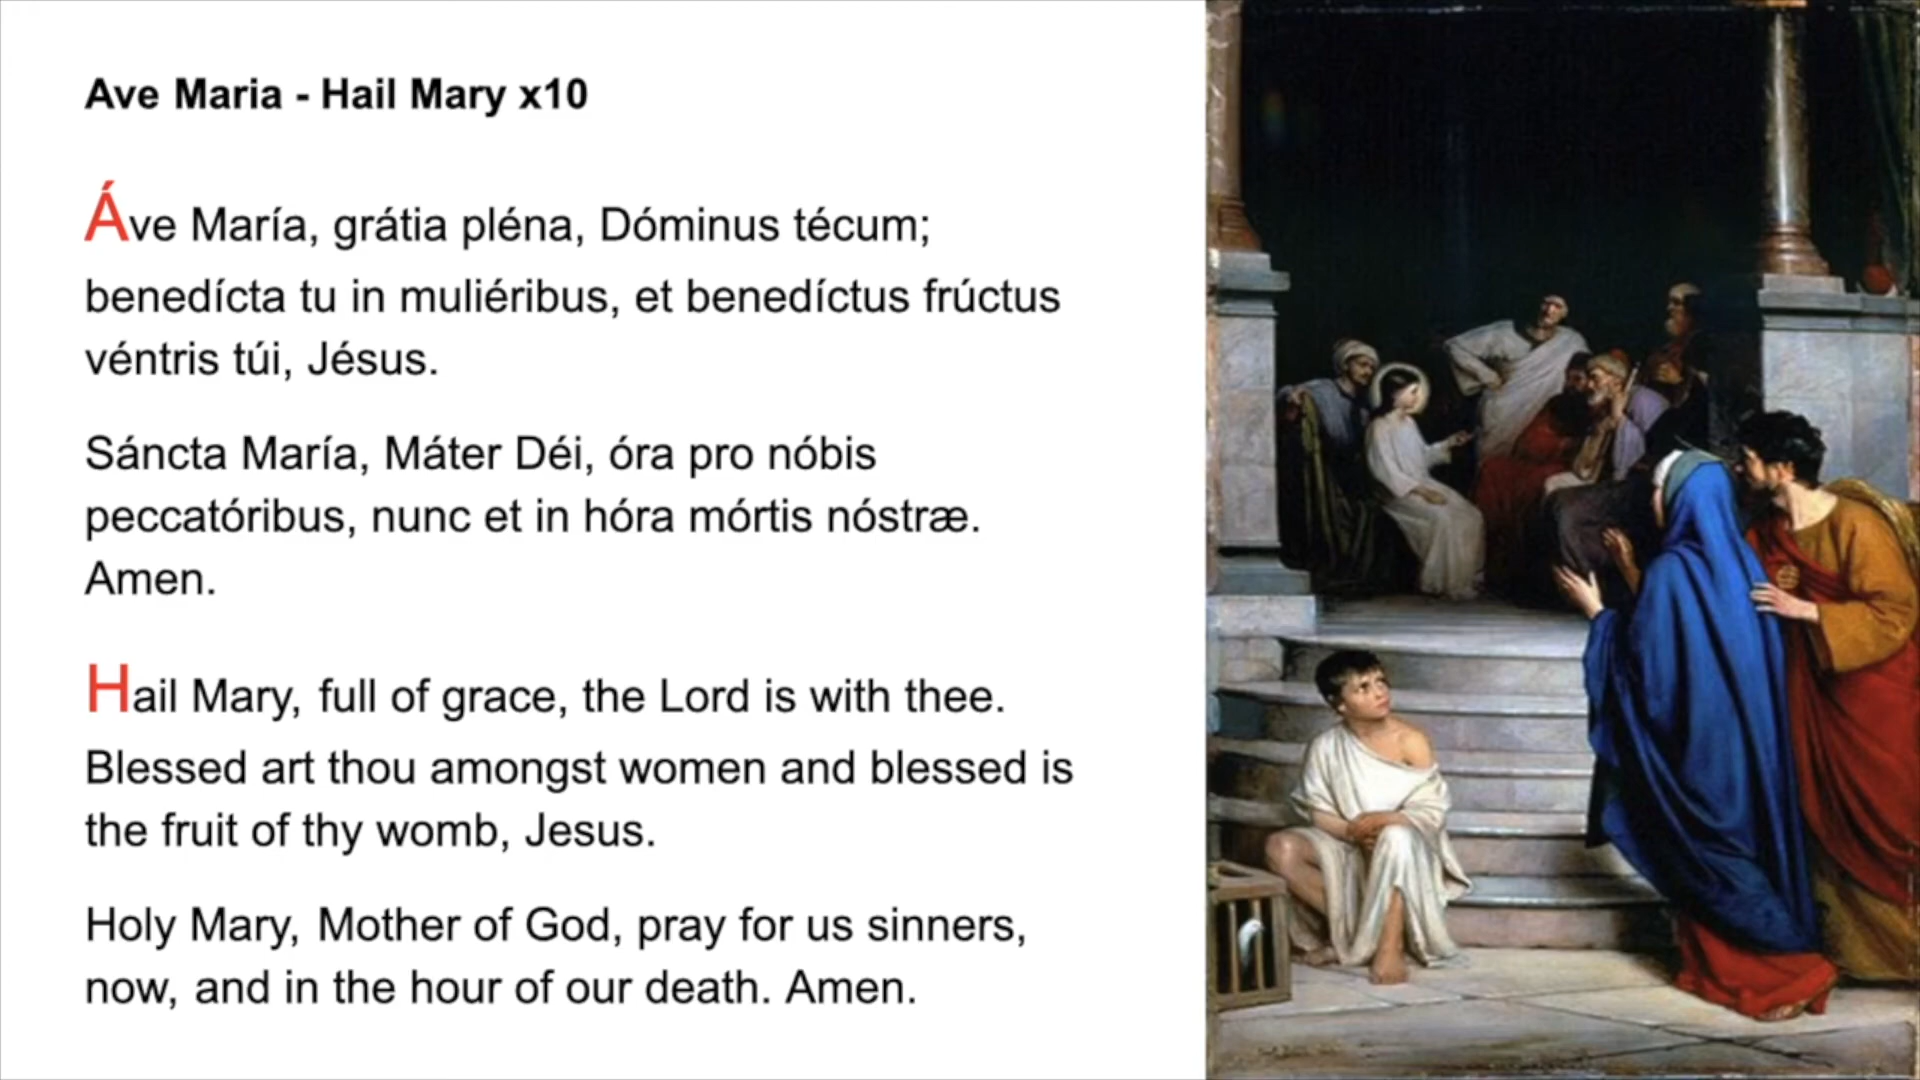 Ave Maria - Hail Mary x10
Áve María, grátia pléna, Dóminus técum;
benedícta tu in muliéribus, et benedíctus frúctus
véntris túi, Jésus.
Sáncta María, Máter Déi, óra pro nóbis
peccatóribus, nunc et in hóra mórtis nóstræ.
Amen.
Hail Mary, full of grace, the Lord is with thee.
Blessed art thou amongst women and blessed is
the fruit of thy womb, Jesus.
Holy Mary, Mother of God, pray for us sinners,
now, and in the hour of our death. Amen.